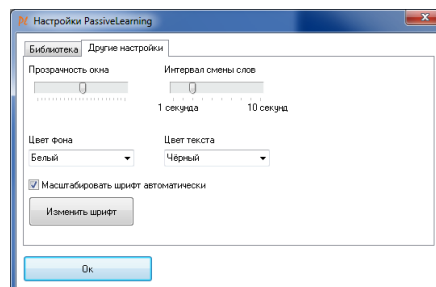 Настройки PassiveLearning
Библиотека Другие настройки
Прозрачность окна Интервал смены слов
1 секунда 10 секунд
Цвет фона Цвет текста
Белый Чёрный
Масштабировать шрифт автоматически
Изменить шрифт
Ок